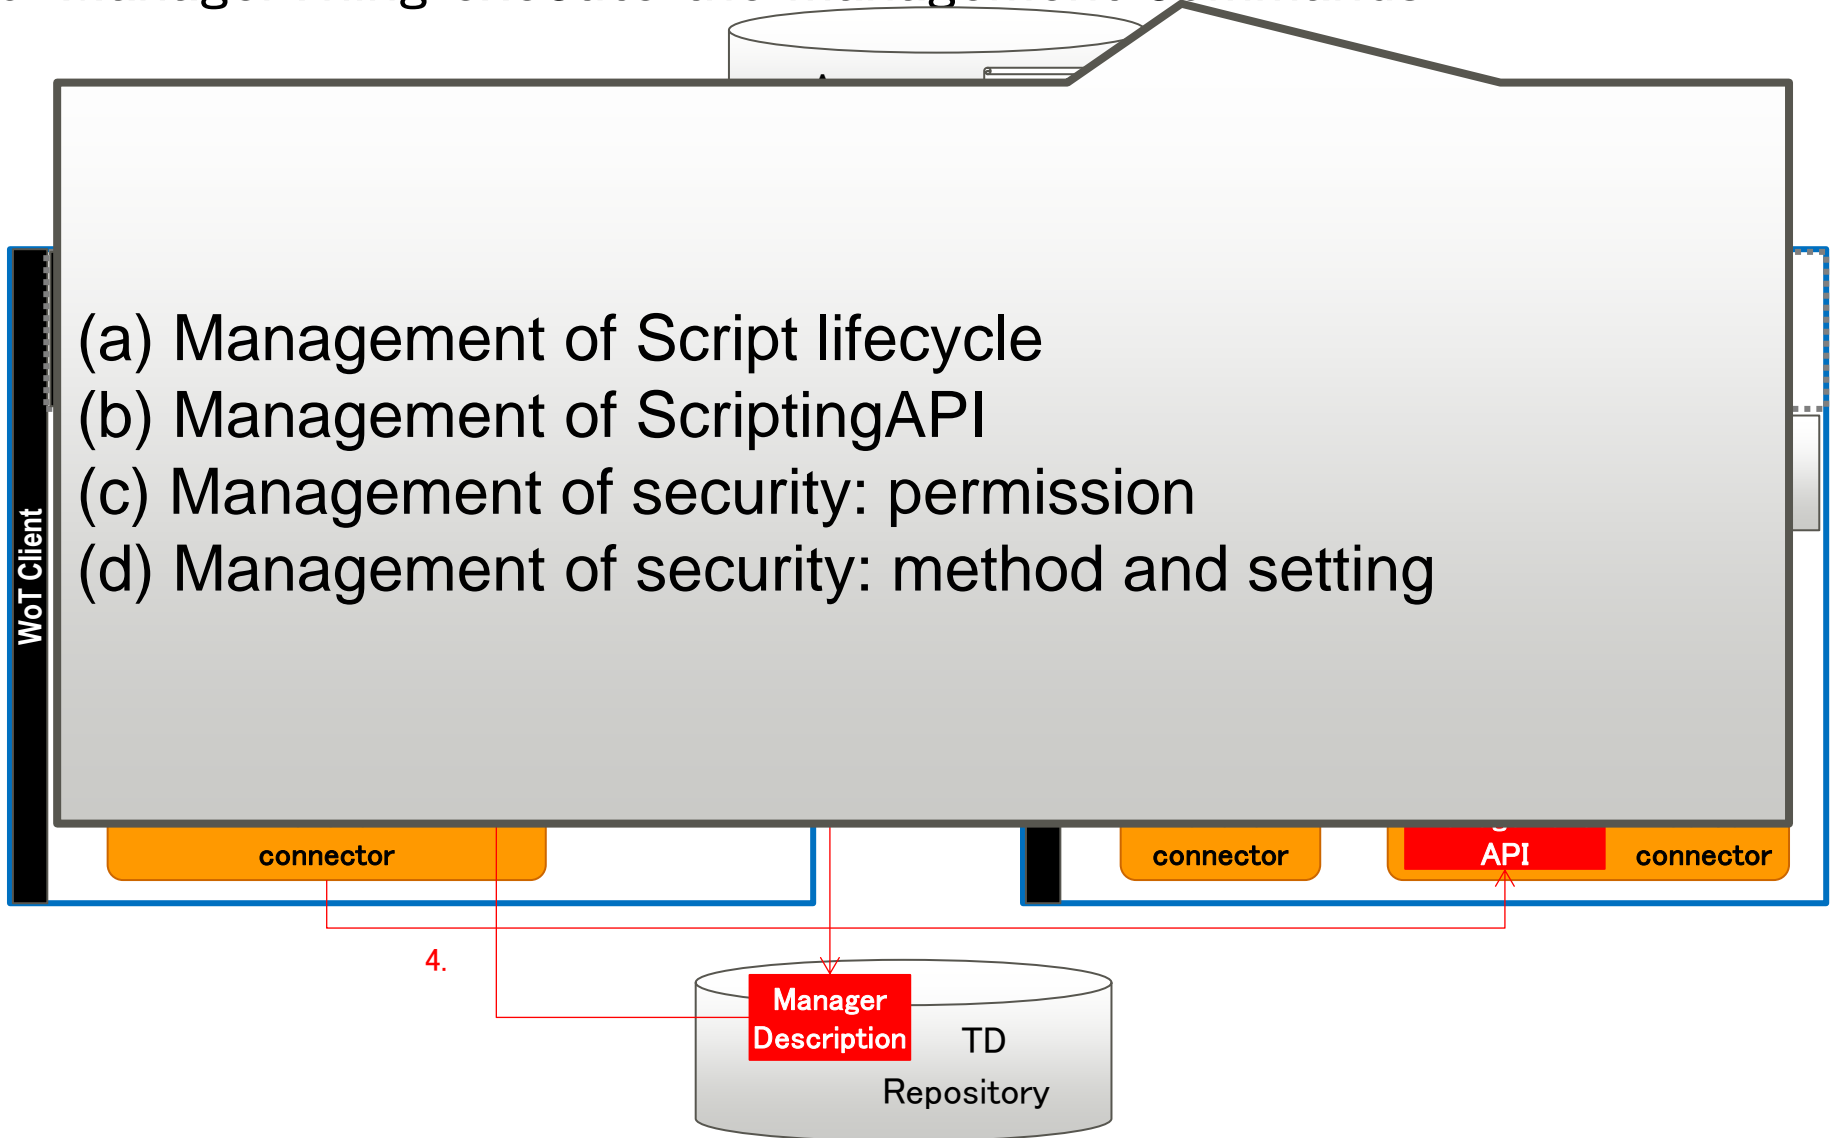 (a) Management of Script lifecycle
(b) Management of ScriptingAPI
(c) Management of security: permission
(d) Management of security: method and setting
WoT Client
connector
connector
API
connector
4.
Manager
Description
TD
Repository